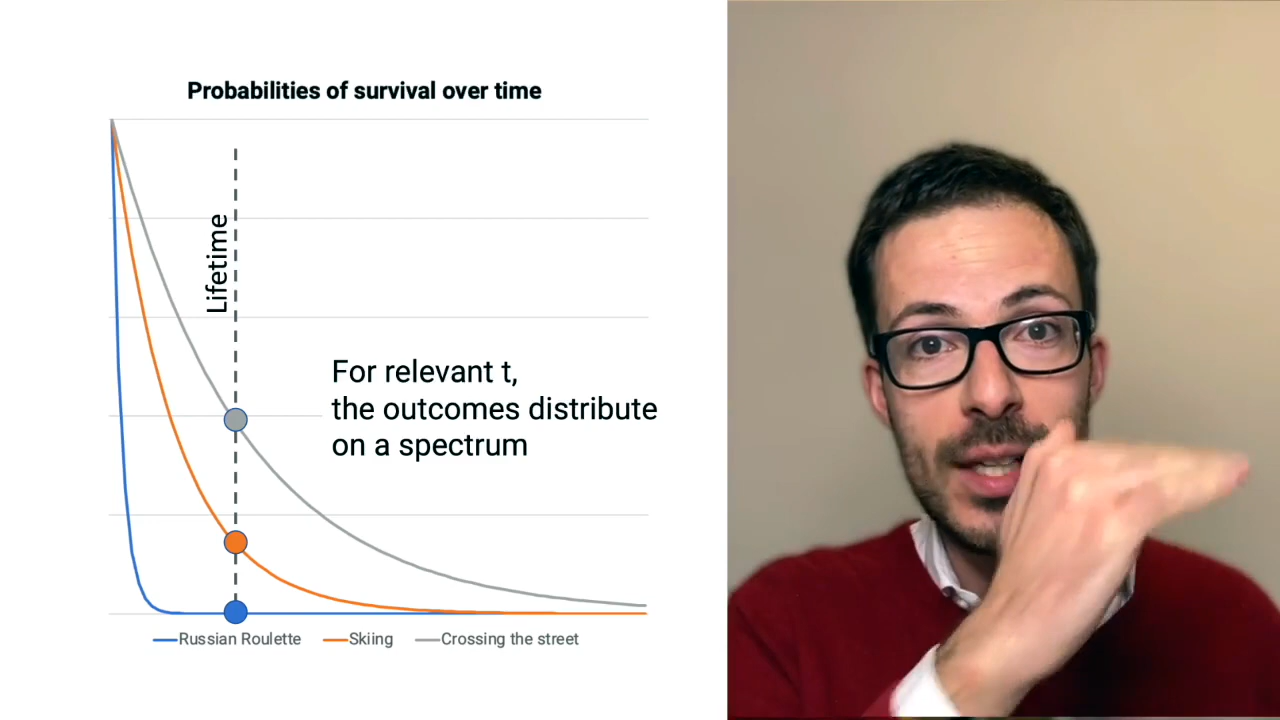 Probabilities of survival over time
Lifetime
For relevant t,
the outcomes distribute
on a spectrum
Russian Roulette Skiing Crossing the street